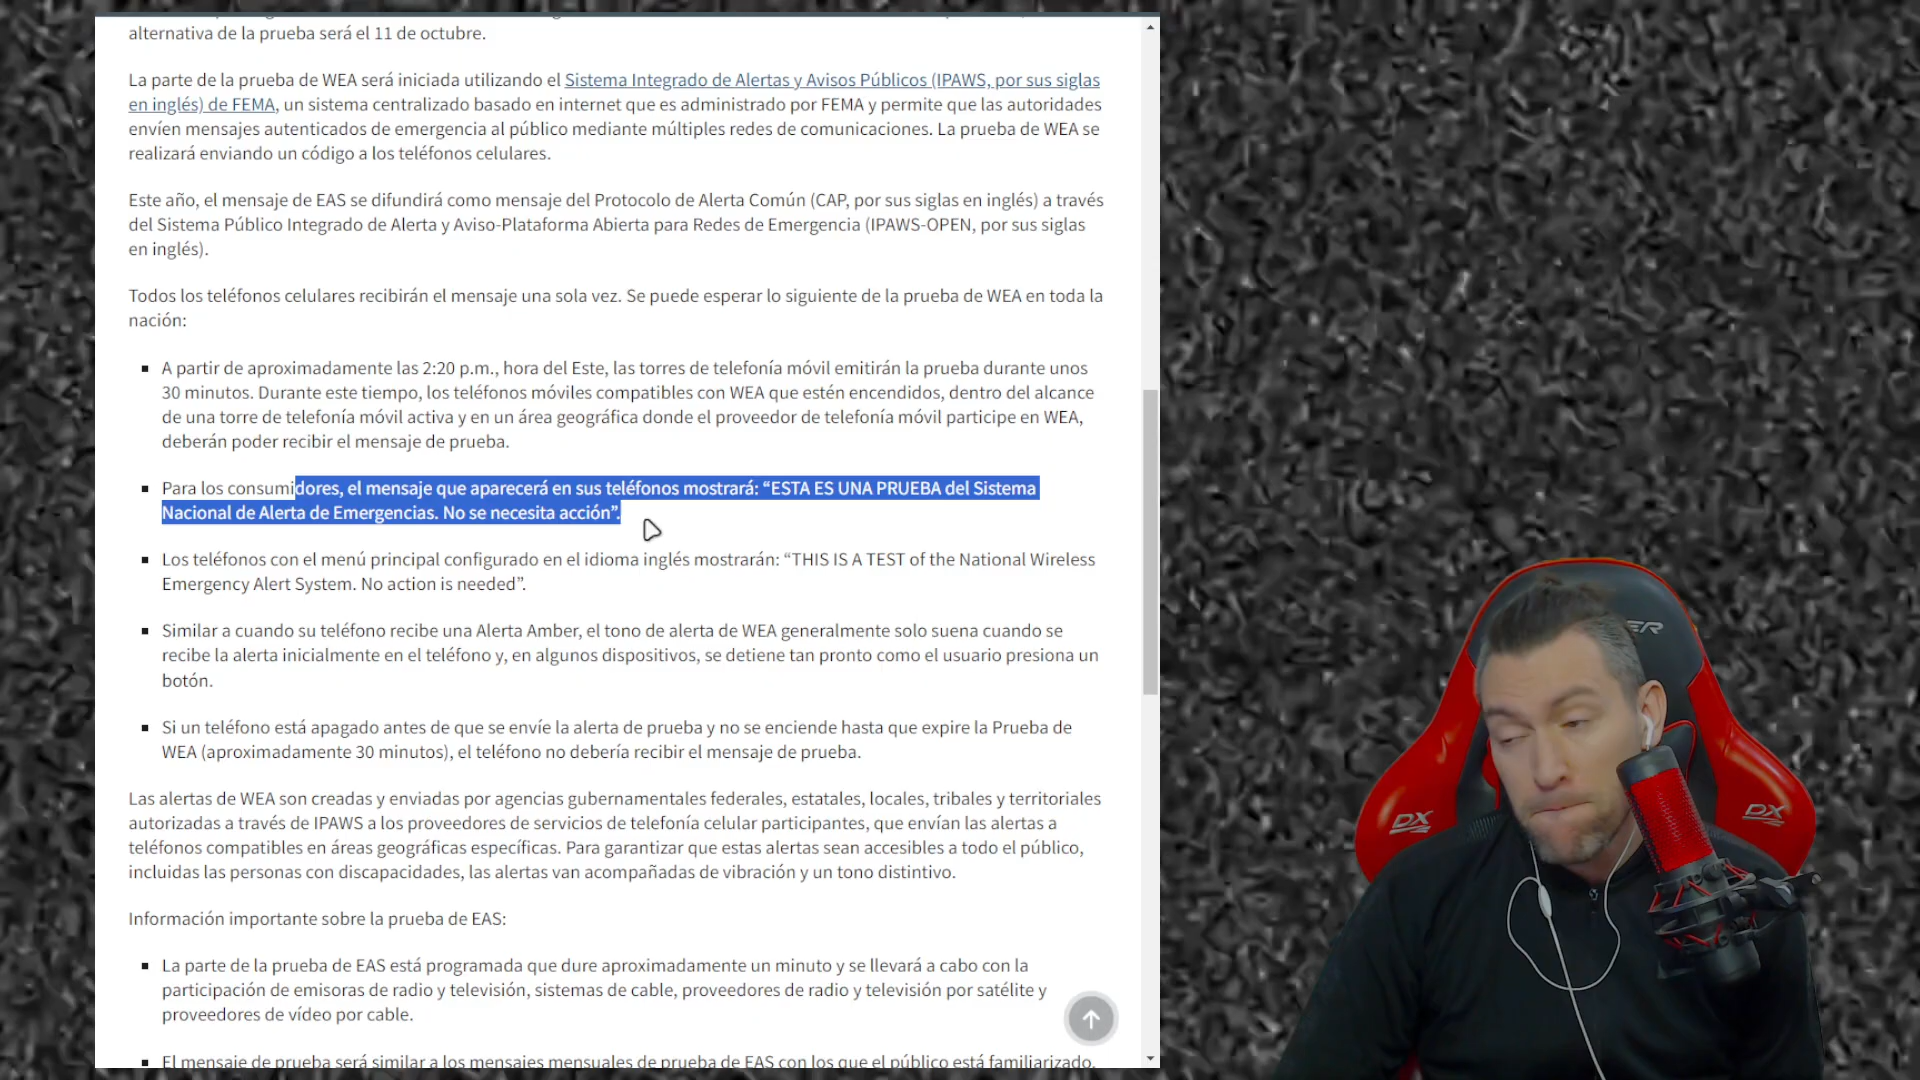 alternativa de la prueba será el 11 de octubre.
La parte de la prueba de WEA será iniciada utilizando el Sistema Integrado de Alertas y Avisos Públicos (IPAWS, por sus siglas
en inglés) de FEMA, un sistema centralizado basado en internet que es administrado por FEMA y permite que las autoridades
envíen mensajes autenticados de emergencia al público mediante múltiples redes de comunicaciones. La prueba de WEA se
realizará enviando un código a los teléfonos celulares.
Este año, el mensaje de EAS se difundirá como mensaje del Protocolo de Alerta Común (CAP, por sus siglas en inglés) a través
del Sistema Público Integrado de Alerta y Aviso-Plataforma Abierta para Redes de Emergencia (IPAWS-OPEN, por sus siglas
en inglés).
Todos los teléfonos celulares recibirán el mensaje una sola vez. Se puede esperar lo siguiente de la prueba de WEA en toda la
nación:
▪ A partir de aproximadamente las 2:20 p.m., hora del Este, las torres de telefonía móvil emitirán la prueba durante unos
30 minutos. Durante este tiempo, los teléfonos móviles compatibles con WEA que estén encendidos, dentro del alcance
de una torre de telefonía móvil activa y en un área geográfica donde el proveedor de telefonía móvil participe en WEA,
deberán poder recibir el mensaje de prueba.
▪ Para los consumidores, el mensaje que aparecerá en sus teléfonos mostrará: “ESTA ES UNA PRUEBA del Sistema
Nacional de Alerta de Emergencias. No se necesita acción”.
▪ Los teléfonos con el menú principal configurado en el idioma inglés mostrarán: “THIS IS A TEST of the National Wireless
Emergency Alert System. No action is needed”.
▪ Similar a cuando su teléfono recibe una Alerta Amber, el tono de alerta de WEA generalmente solo suena cuando se
recibe la alerta inicialmente en el teléfono y, en algunos dispositivos, se detiene tan pronto como el usuario presiona un
botón.
▪ Si un teléfono está apagado antes de que se envíe la alerta de prueba y no se enciende hasta que expire la Prueba de
WEA (aproximadamente 30 minutos), el teléfono no debería recibir el mensaje de prueba.
Las alertas de WEA son creadas y enviadas por agencias gubernamentales federales, estatales, locales, tribales y territoriales
autorizadas a través de IPAWS a los proveedores de servicios de telefonía celular participantes, que envían las alertas a
teléfonos compatibles en áreas geográficas específicas. Para garantizar que estas alertas sean accesibles a todo el público,
incluidas las personas con discapacidades, las alertas van acompañadas de vibración y un tono distintivo.
Información importante sobre la prueba de EAS:
▪ La parte de la prueba de EAS está programada que dure aproximadamente un minuto y se llevará a cabo con la
participación de emisoras de radio y televisión, sistemas de cable, proveedores de radio y televisión por satélite y
proveedores de vídeo por cable.
▪ El mensaje de prueba será similar a los mensajes mensuales de prueba de EAS con los que el público está familiarizado.
DX
DX